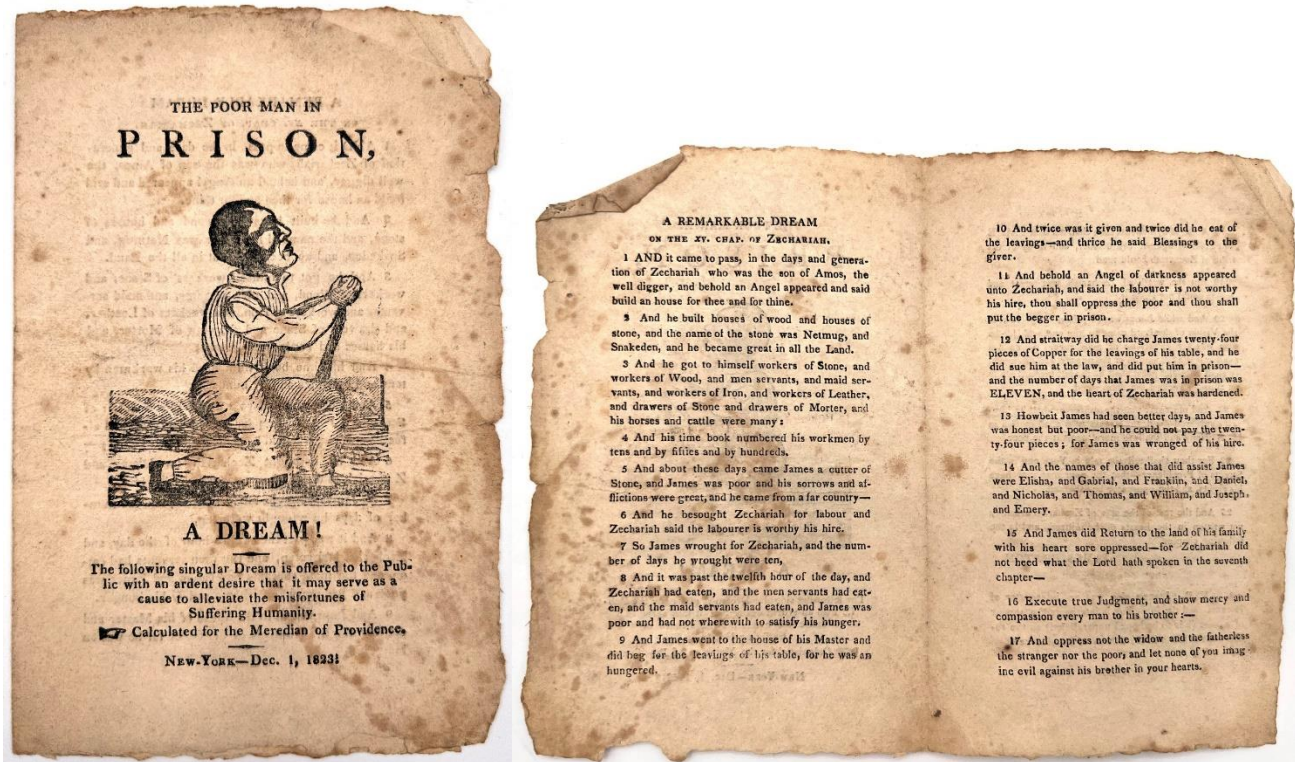 THE POOR MAN IN
PRISON,
A DREAM!
The following singular Dream is offered to the Pub-
lic with an ardent desire that it may serve as a
cause to alleviate the misfortunes of
Suffering Humanity.
☞ Calculated for the Meredian of Providence.
NEW-YORK—DEC. 1, 1823!
A REMARKABLE DREAM
ON THE XV. CHAP. OF ZECHARIAH.
1 AND it came to pass, in the days and genera-
tion of Zechariah who was the son of Amos, the
well digger, and behold an Angel appeared and said
build an house for thee and for thine.
2 And he built houses of wood and houses of
stone, and the name of the stone was Netmug, and
Snakeden, and he became great in all the Land.
3 And he got to himself workers of Stone, and
workers of Wood, and men servants, and maid ser-
vants, and workers of Iron, and workers of Leather,
and drawers of Stone and drawers of Morter, and
his horses and cattle were many:
4 And his time book numbered his workmen by
tens and by fifties and by hundreds.
5 And about these days came James a cutter of
Stone, and James was poor and his sorrows and af-
flictions were great, and he came from a far country—
6 And he besought Zechariah for labour and
Zechariah said the labourer is worthy his hire.
7 So James wrought for Zechariah, and the num-
ber of days he wrought were ten,
8 And it was past the twelfth hour of the day, and
Zechariah had eaten, and the men servants had eat-
en, and the maid servants had eaten, and James was
poor and had not wherewith to satisfy his hunger.
9 And James went to the house of his Master and
did beg for the leavings of his table, for he was an
hungered.
10 And twice was it given and twice did he eat of
the leavings—and thrice he said Blessings to the
giver.
11 And behold an Angel of darkness appeared
unto Zechariah, and said the labourer is not worthy
his hire, thou shall oppress the poor and thou shall
put the begger in prison.
12 And straitway did he charge James twenty-four
pieces of Copper for the leavings of his table, and he
did sue him at the law, and did put him in prison—
and the number of days that James was in prison was
ELEVEN, and the heart of Zechariah was hardened.
13 Howbeit James had seen better days, and James
was honest but poor—and he could not pay the twen-
ty-four pieces; for James was wronged of his hire.
14 And the names of those that did assist James
were Elisha, and Gabrial, and Franklin, and Daniel,
and Nicholas, and Thomas, and William, and Joseph,
and Emery.
15 And James did Return to the land of his family
with his heart sore oppressed—for Zechariah did
not heed what the Lord hath spoken in the seventh
chapter—
16 Execute true Judgment, and show mercy and
compassion every man to his brother:—
17 And oppress not the widow and the fatherless
the stranger nor the poor, and let none of you imag-
ine evil against his brother in your hearts.